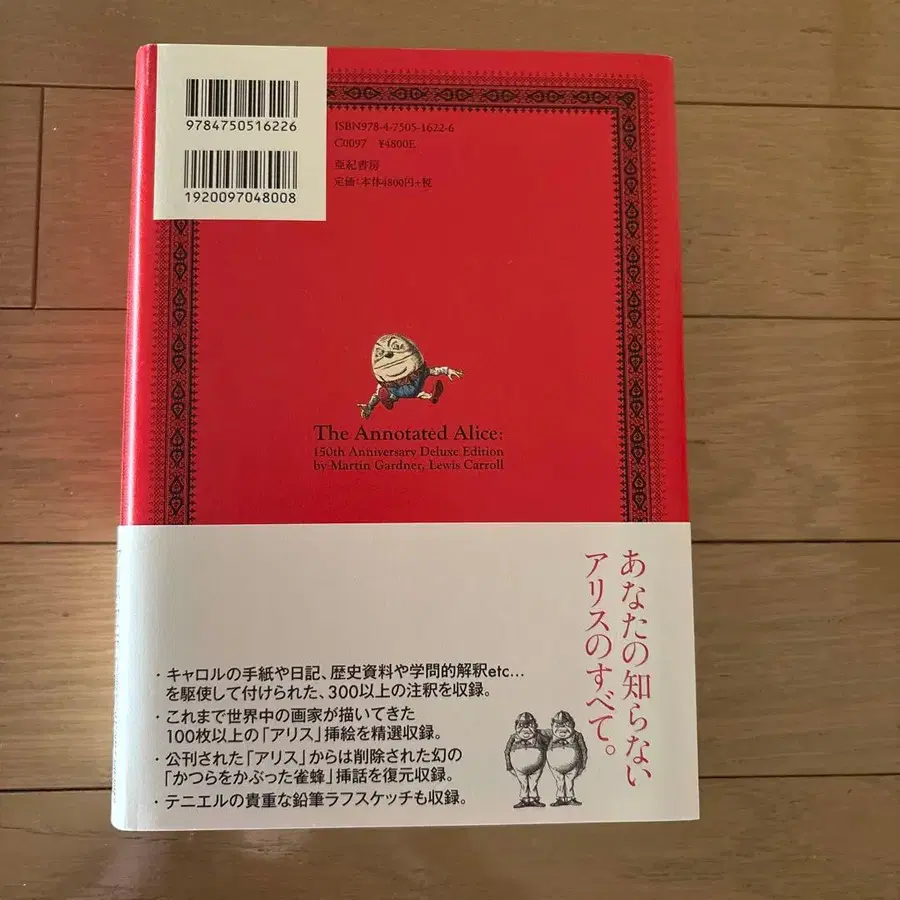 9784750516226
1920097048008
ISBN978-4-7505-1622-6
C0097 ¥4800E
亜紀書房
定価:本体4800円+税
The Annotated Alice:
150th Anniversary Deluxe Edition
by Martin Gardner, Lewis Carroll
あなたの知らない
アリスのすべて。
・キャロルの手紙や日記、歴史資料や学問的解釈etc...
を駆使して付けられた、300以上の注釈を収録。
・これまで世界中の画家が描いてきた
100枚以上の「アリス」挿絵を精選収録。
・公刊された「アリス」からは削除された幻の
「かつらをかぶった雀蜂」挿話を復元収録。
・テニエルの貴重な鉛筆ラフスケッチも収録。